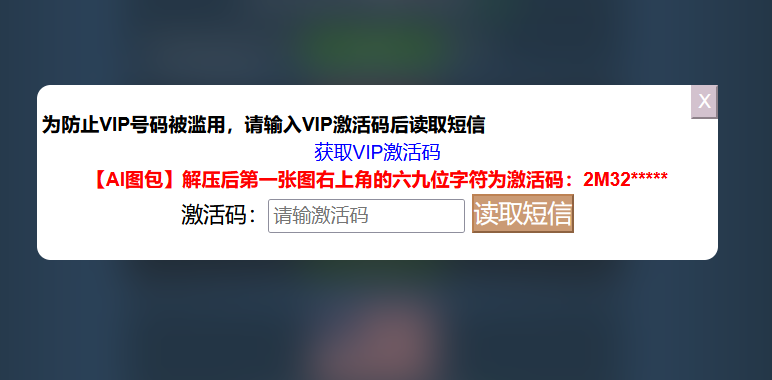 X
为防止VIP号码被滥用，请输入VIP激活码后读取短信
获取VIP激活码
【AI图包】解压后第一张图右上角的六九位字符为激活码：2M32*****
激活码： 请输激活码 读取短信